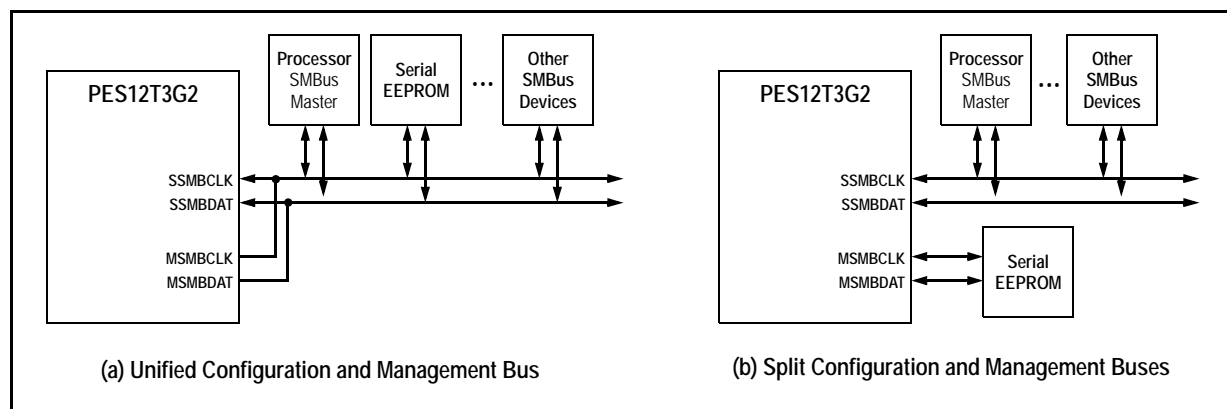 PES12T3G2
Processor
SMBus
Master
Serial
EEPROM
...
Other
SMBus
Devices
SSMBCLK
SSMBDAT
MSMBCLK
MSMBDAT
(a) Unified Configuration and Management Bus
PES12T3G2
Processor
SMBus
Master
...
Other
SMBus
Devices
SSMBCLK
SSMBDAT
MSMBCLK
MSMBDAT
Serial
EEPROM
(b) Split Configuration and Management Buses